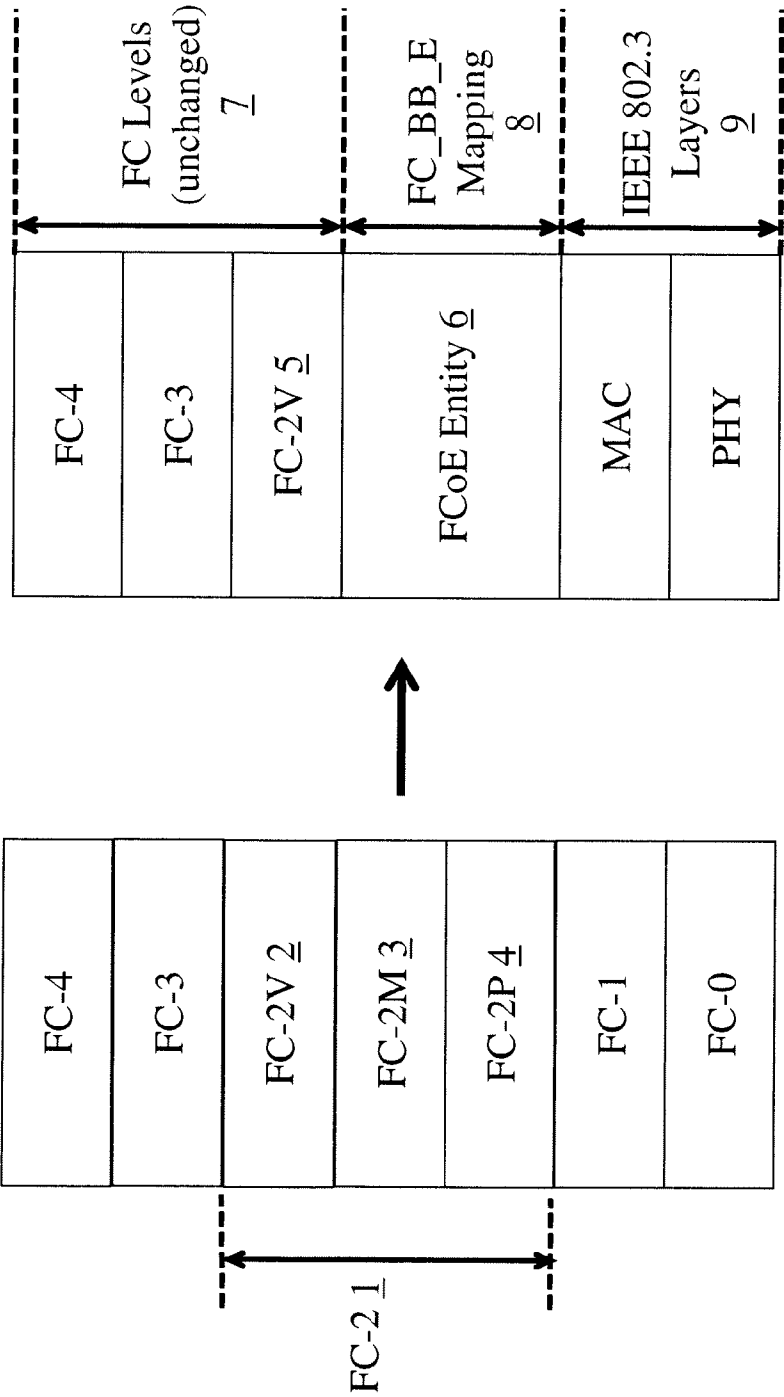 FC-2 1
FC-4
FC-3
FC-2V 2
FC-2M 3
FC-2P 4
FC-1
FC-0
FC-4
FC-3
FC-2V 5
FCoE Entity 6
MAC
PHY
FC Levels
(unchanged)
7
FC_BB_E
Mapping
8
IEEE 802.3
Layers
9